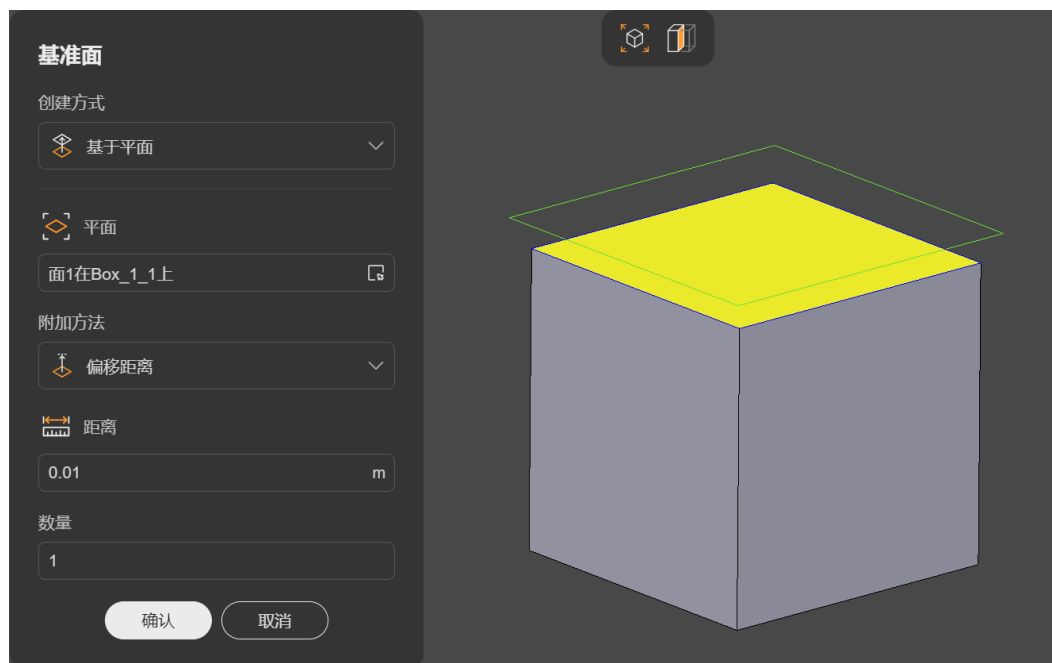 基准面
创建方式
基于平面
平面
面1在Box_1_1上
附加方法
偏移距离
距离
0.01 m
数量
1
确认 取消